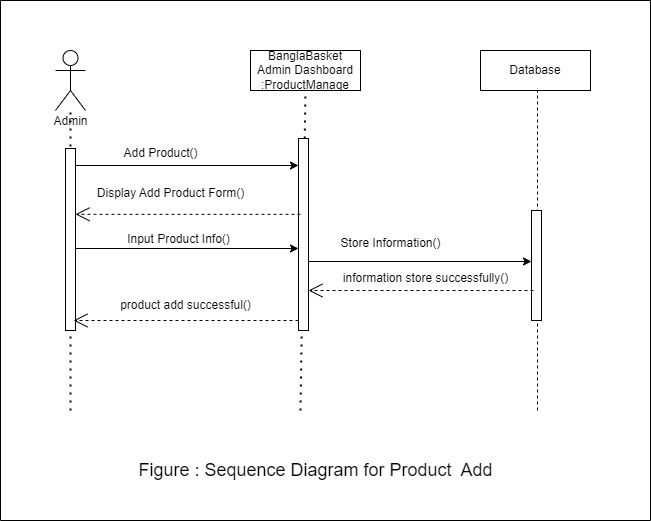 BanglaBasket
Admin Dashboard
:ProductManage
Database
Admin
Add Product()
Display Add Product Form()
Input Product Info()
Store Information()
information store successfully()
product add successful()
Figure : Sequence Diagram for Product  Add